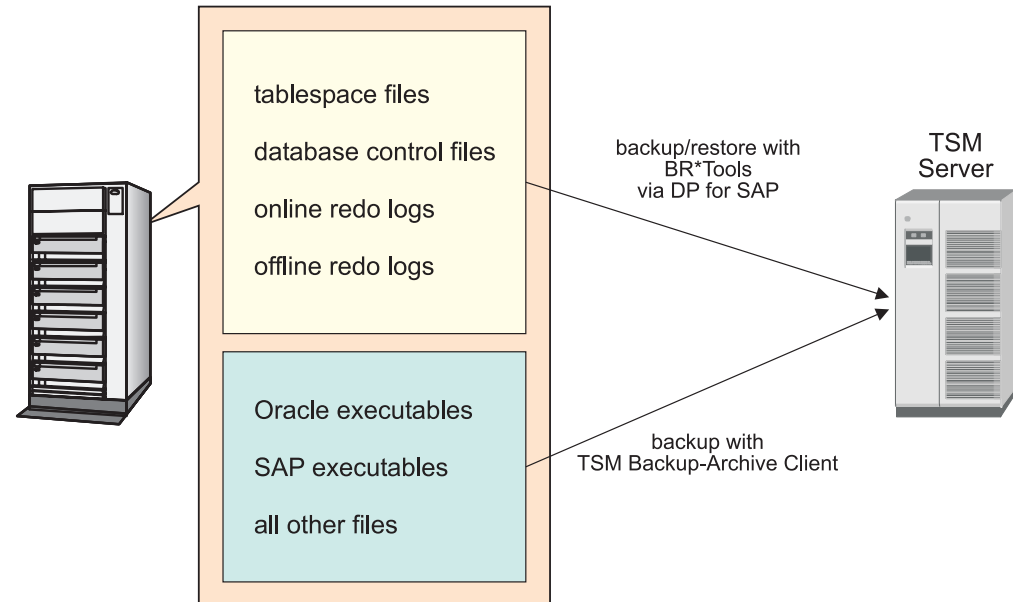 tablespace files
database control files
online redo logs
offline redo logs
Oracle executables
SAP executables
all other files
backup/restore with
BR*Tools
via DP for SAP
backup with
TSM Backup-Archive Client
TSM
Server